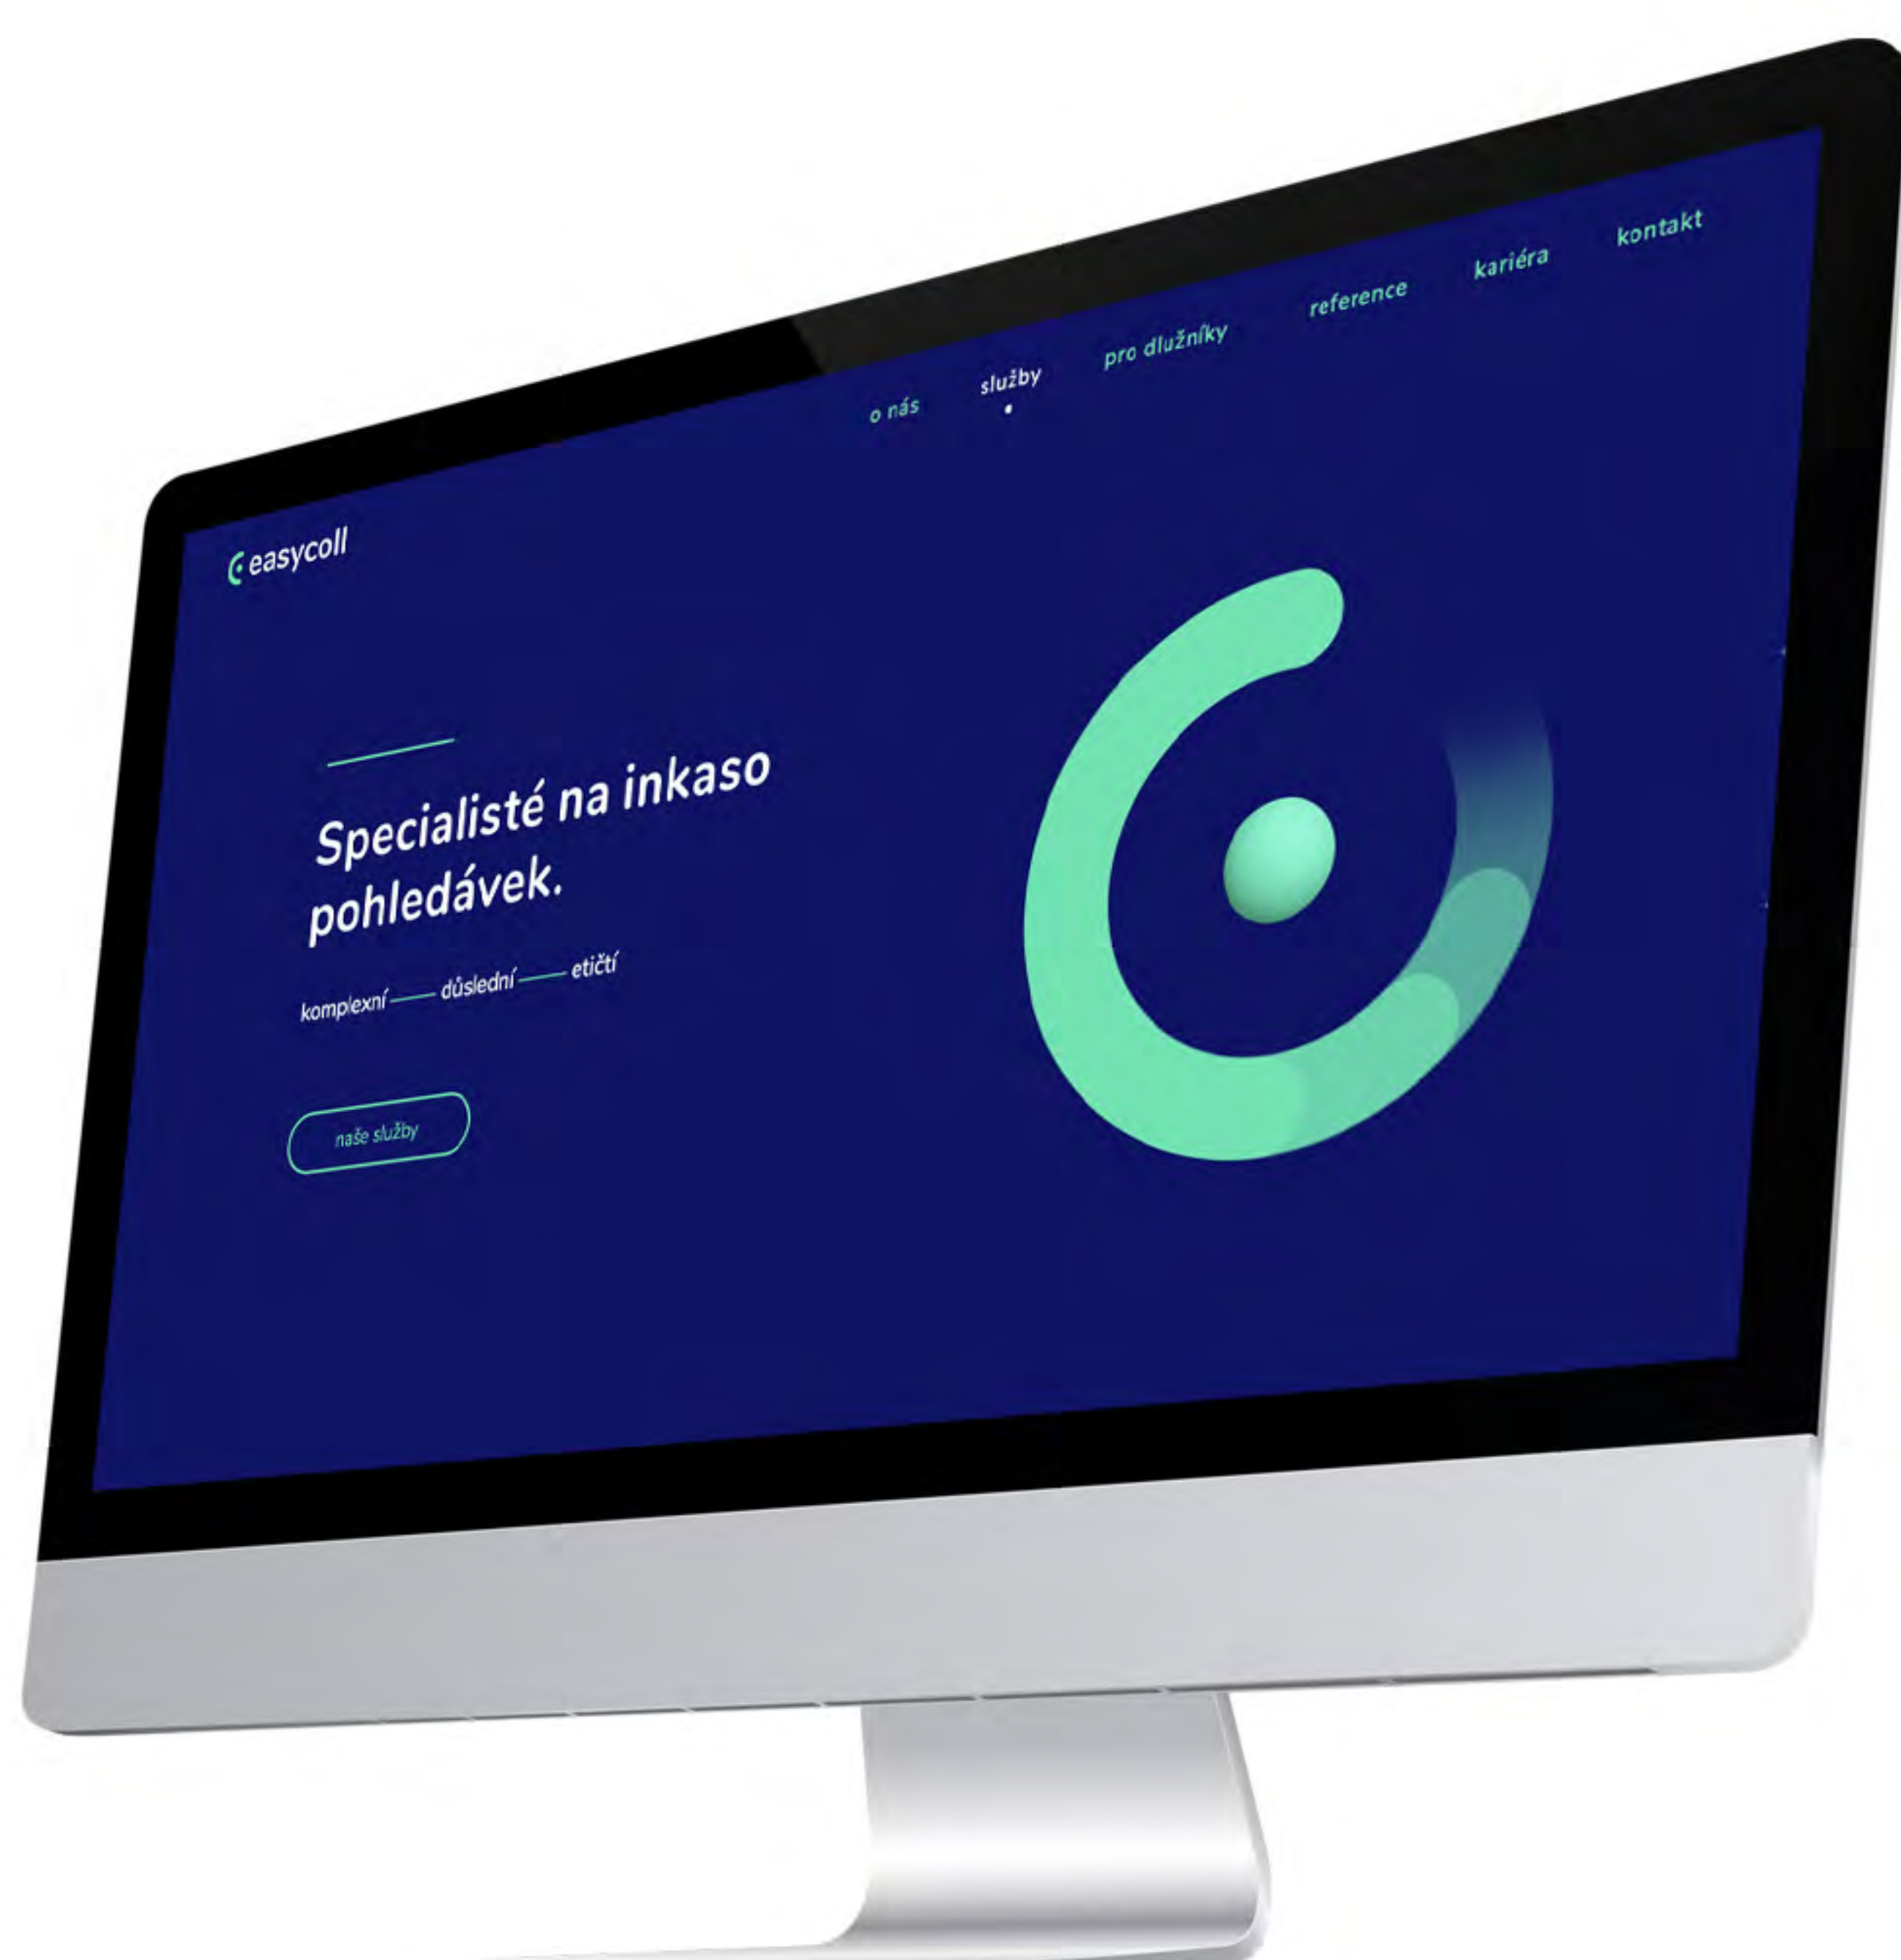 easycoll
o nás
služby
pro dlužníky
reference
kariéra
kontakt
Specialisté na inkaso
pohledávek.
komplexní — důslední — etičtí
naše služby